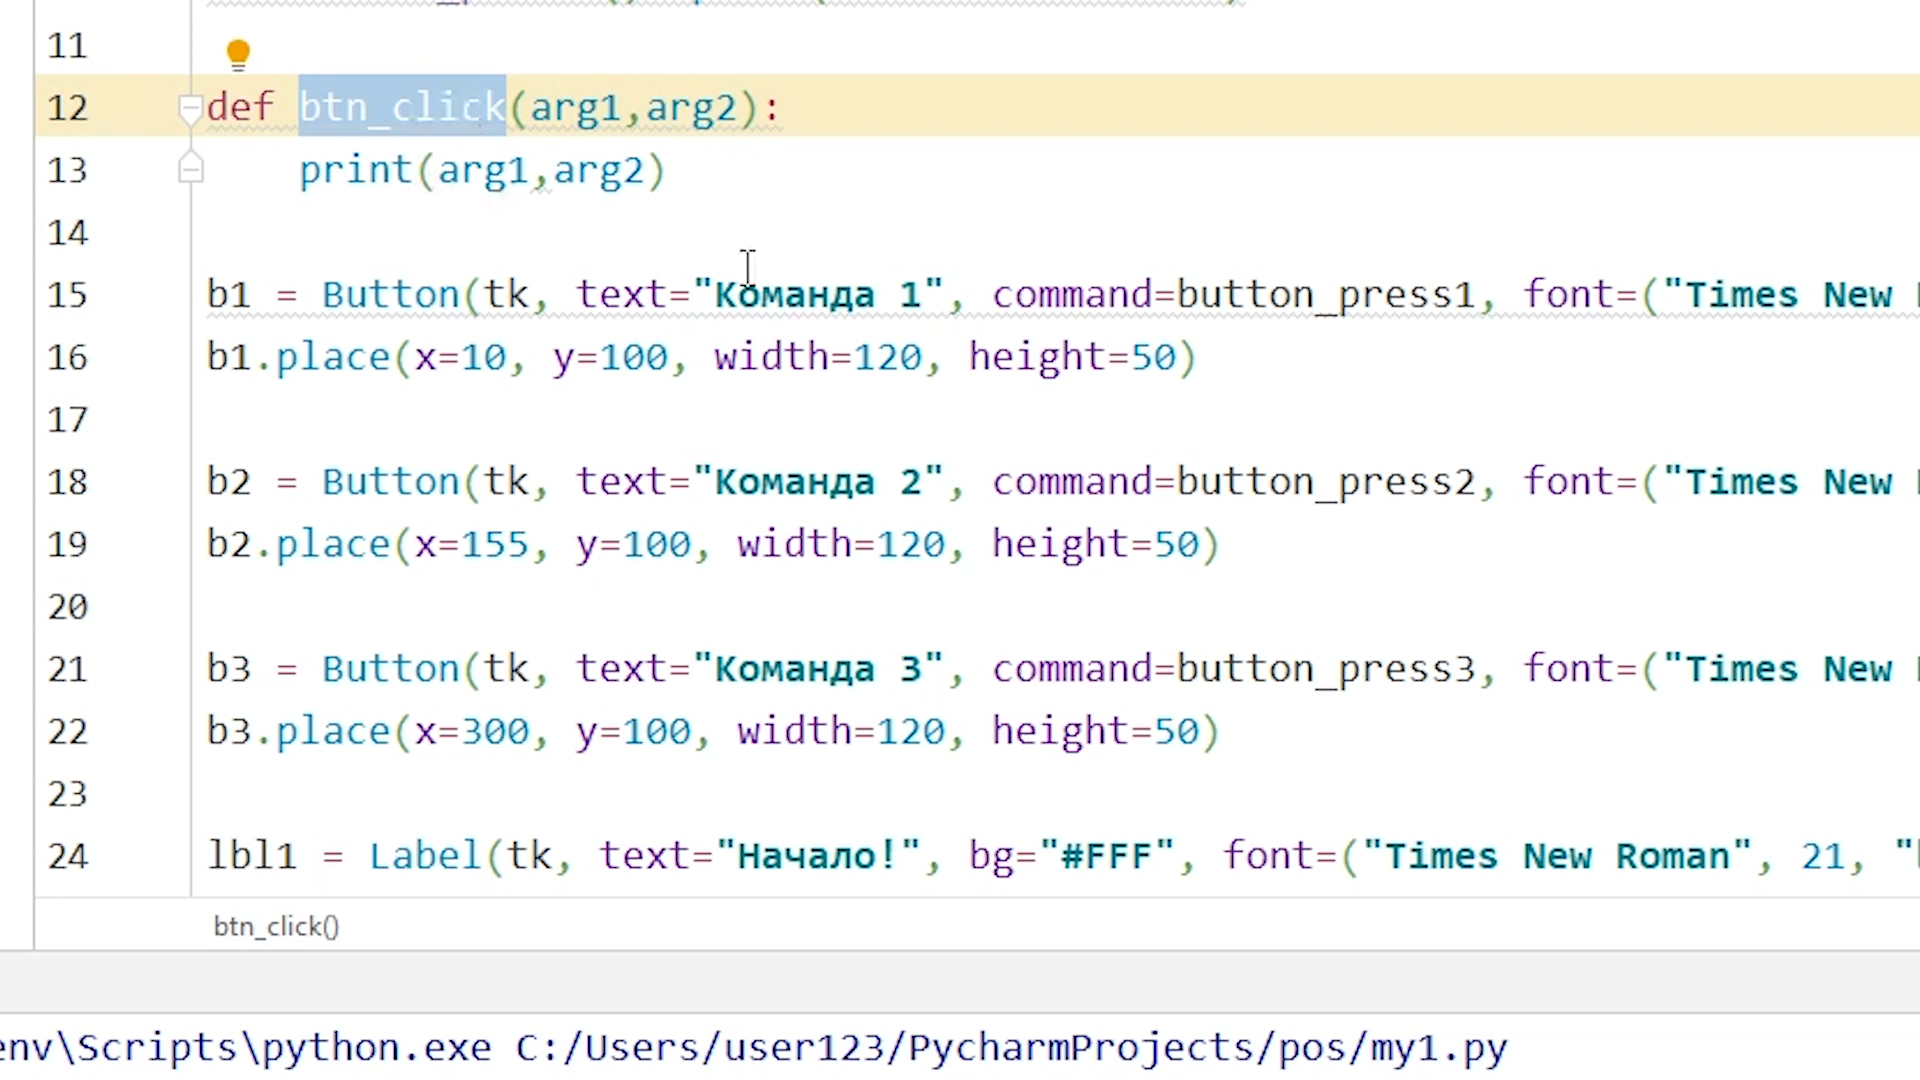 11
12 def btn_click(arg1,arg2):
13 print(arg1,arg2)
14
15 b1 = Button(tk, text="Команда 1", command=button_press1, font=("Times New
16 b1.place(x=10, y=100, width=120, height=50)
17
18 b2 = Button(tk, text="Команда 2", command=button_press2, font=("Times New
19 b2.place(x=155, y=100, width=120, height=50)
20
21 b3 = Button(tk, text="Команда 3", command=button_press3, font=("Times New
22 b3.place(x=300, y=100, width=120, height=50)
23
24 lbl1 = Label(tk, text="Начало!", bg="#FFF", font=("Times New Roman", 21, "
btn_click()
env\Scripts\python.exe C:/Users/user123/PycharmProjects/pos/my1.py